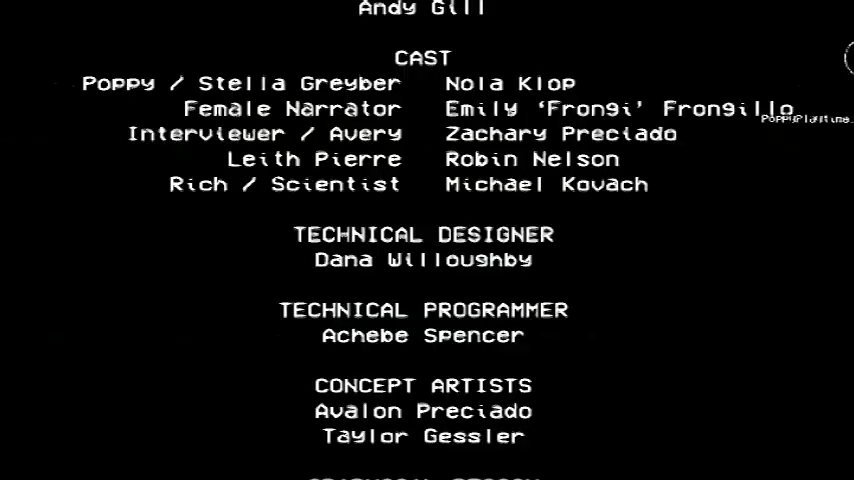 Andy Gill
CAST
Poppy / Stella Greyber Nola Klop
Female Narrator Emily ‘Frongi’ Frongillo
Interviewer / Avery Zachary Preciado
Leith Pierre Robin Nelson
Rich / Scientist Michael Kovach
PoppyPlaytime.
TECHNICAL DESIGNER
Dana Willoughby
TECHNICAL PROGRAMMER
Achebe Spencer
CONCEPT ARTISTS
Avalon Preciado
Taylor Gessler